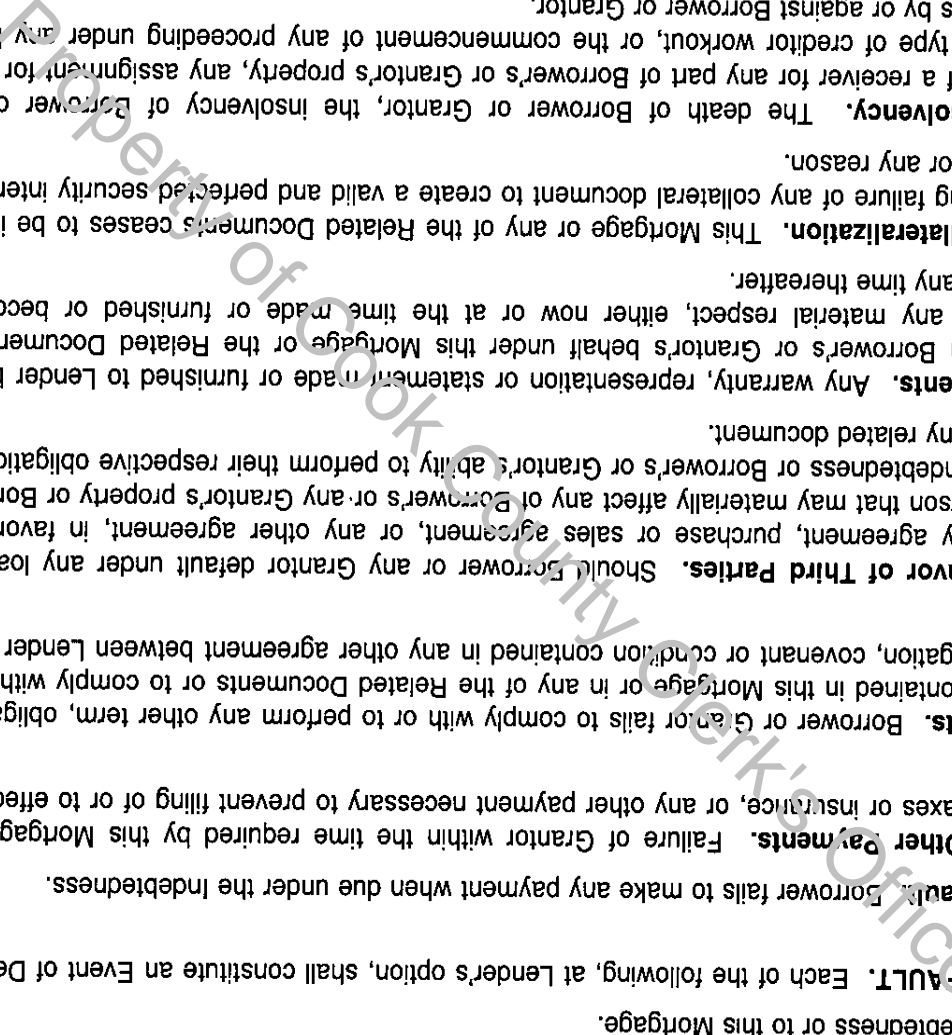 debtedness or to this Mortgage.
FAULT. Each of the following, at Lender's option, shall constitute an Event of De
ault. Borrower fails to make any payment when due under the Indebtedness.
Other Payments. Failure of Grantor within the time required by this Mortgag
axes or insurance, or any other payment necessary to prevent filing of or to effe
ts. Borrower or Grantor fails to comply with or to perform any other term, oblig
ontained in this Mortgage or in any of the Related Documents or to comply with
gation, covenant or condition contained in any other agreement between Lender
avor of Third Parties. Should Borrower or any Grantor default under any loa
y agreement, purchase or sales agreement, or any other agreement, in favor
son that may materially affect any of Borrower's or any Grantor's property or Bor
ndebtedness or Borrower's or Grantor's ability to perform their respective obligatio
ny related document.
ents. Any warranty, representation or statement made or furnished to Lender b
Borrower's or Grantor's behalf under this Mortgage or the Related Documen
any material respect, either now or at the time made or furnished or beco
any time thereafter.
llateralization. This Mortgage or any of the Related Documents ceases to be i
ng failure of any collateral document to create a valid and perfected security inter
or any reason.
olvency. The death of Borrower or Grantor, the insolvency of Borrower o
f a receiver for any part of Borrower's or Grantor's property, any assignment for
type of creditor workout, or the commencement of any proceeding under any
s by or against Borrower or Grantor.
Property of Cook County Clerk's Office